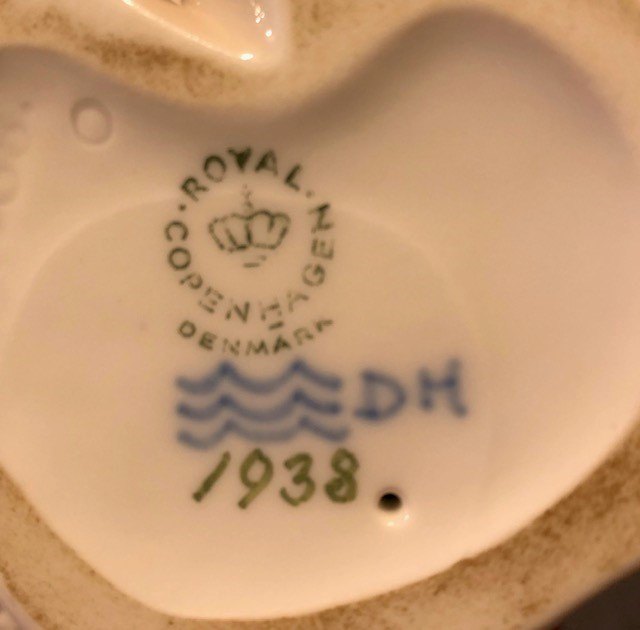 ROYAL
COPENHAGEN
DENMARK
DH
1938